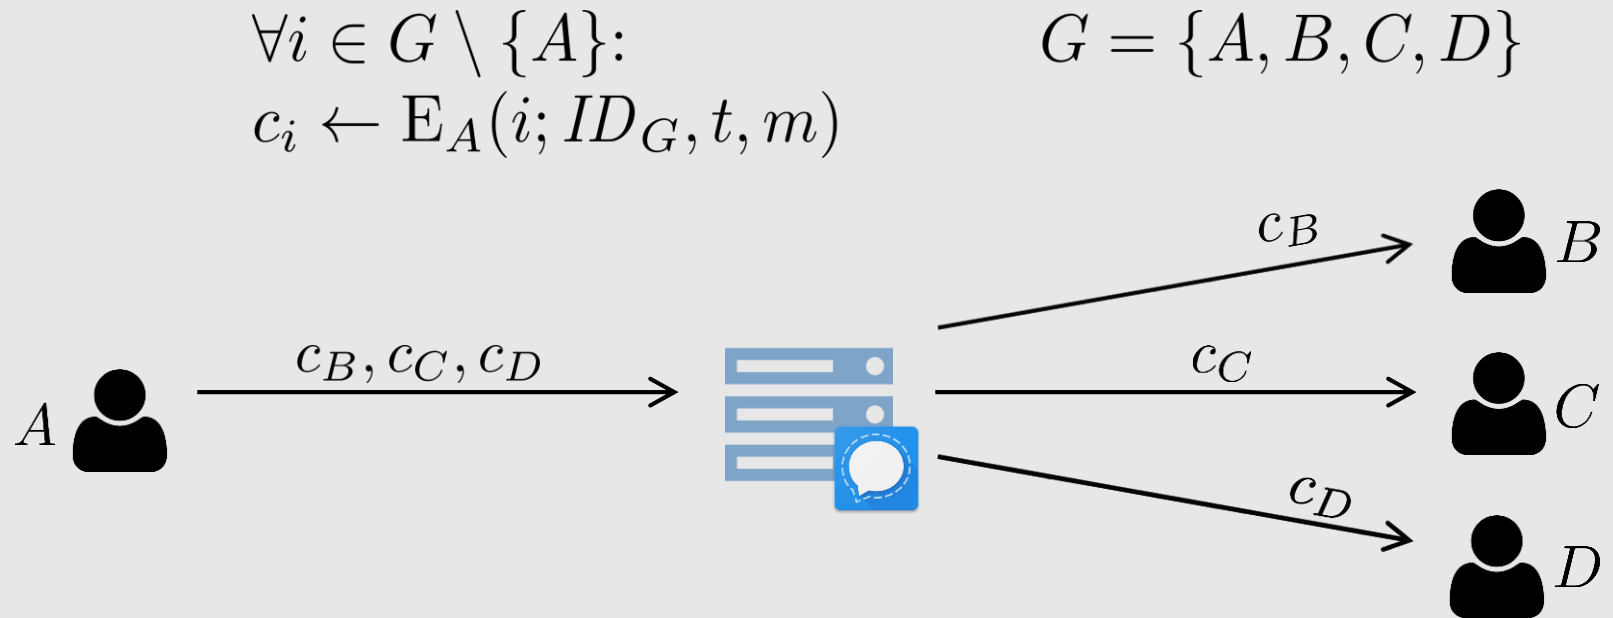 ∀i ∈ G \ {A}:
G = {A, B, C, D}
c_i ← E_A(i; ID_G, t, m)
c_B
B
c_B, c_C, c_D
c_C
A
C
c_D
D